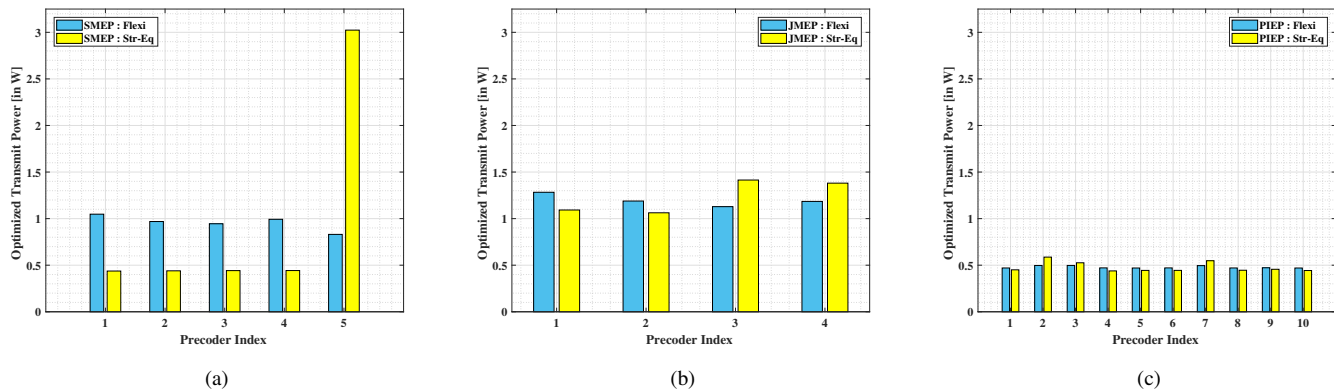 Optimized Transmit Power [in W]
3
2.5
2
1.5
1
0.5
0
SMEP : Flexi
SMEP : Str-Eq
1 2 3 4 5
Precoder Index
(a)
Optimized Transmit Power [in W]
3
2.5
2
1.5
1
0.5
0
JMEP : Flexi
JMEP : Str-Eq
1 2 3 4
Precoder Index
(b)
Optimized Transmit Power [in W]
3
2.5
2
1.5
1
0.5
0
PIEP : Flexi
PIEP : Str-Eq
1 2 3 4 5 6 7 8 9 10
Precoder Index
(c)